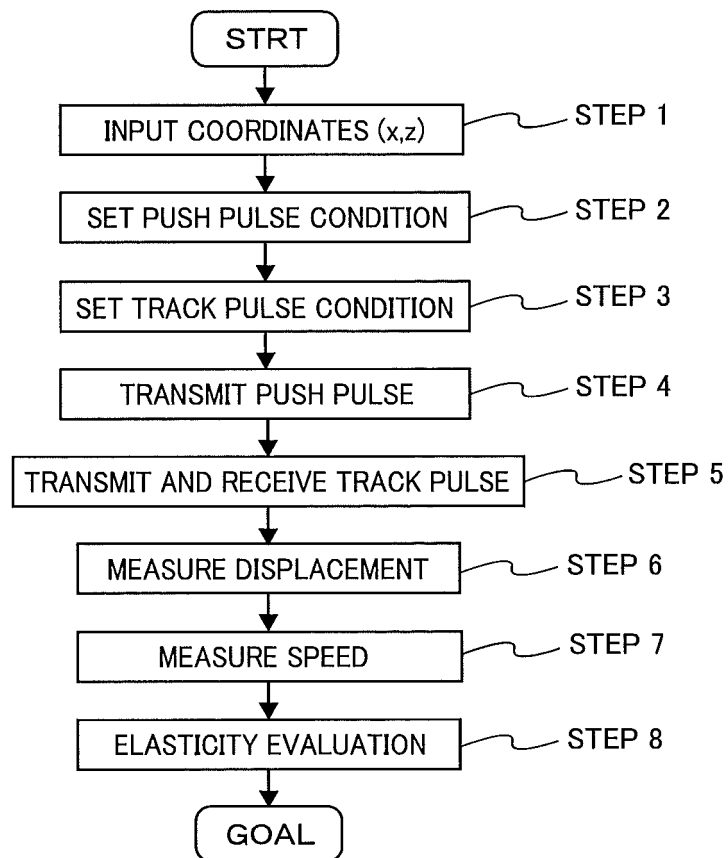 STRT
INPUT COORDINATES (x,z) STEP 1
SET PUSH PULSE CONDITION STEP 2
SET TRACK PULSE CONDITION STEP 3
TRANSMIT PUSH PULSE STEP 4
TRANSMIT AND RECEIVE TRACK PULSE STEP 5
MEASURE DISPLACEMENT STEP 6
MEASURE SPEED STEP 7
ELASTICITY EVALUATION STEP 8
GOAL